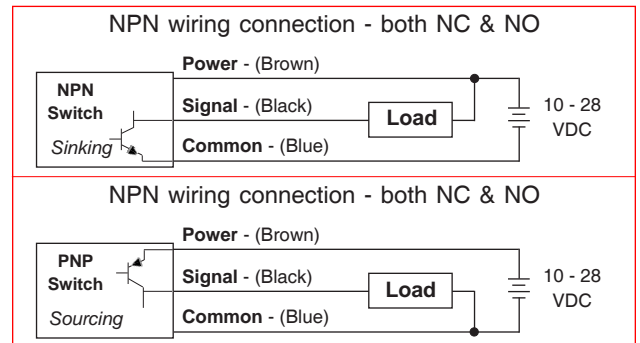 NPN wiring connection - both NC & NO
Power - (Brown)
NPN
Switch
Sinking
Signal - (Black)
Load
Common - (Blue)
10 - 28
VDC
NPN wiring connection - both NC & NO
Power - (Brown)
PNP
Switch
Sourcing
Signal - (Black)
Load
Common - (Blue)
10 - 28
VDC